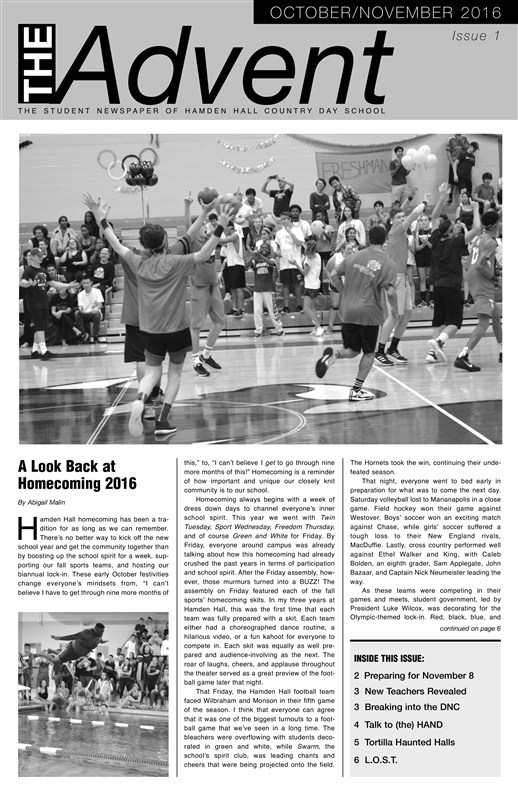 OCTOBER/NOVEMBER 2016
Issue 1
THE Advent
THE STUDENT NEWSPAPER OF HAMDEN HALL COUNTRY DAY SCHOOL
FRESHMAN
A Look Back at
Homecoming 2016
By Abigail Malin
Hamden Hall homecoming has been a tra-
dition for as long as we can remember.
There's no better way to kick off the new
school year and get the community together than
by boosting up the school spirit for a week, sup-
porting our fall sports teams, and hosting our
biannual lock-in. These early October festivities
change everyone's mindsets from, "I can't
believe I have to get through nine more months of
this," to, "I can't believe I get to go through nine
more months of this!" Homecoming is a reminder
of how important and unique our closely knit
community is to our school.
Homecoming always begins with a week of
dress down days to channel everyone's inner
school spirit. This year we went with Twin
Tuesday, Sport Wednesday, Freedom Thursday,
and of course Green and White for Friday. By
Friday, everyone around campus was already
talking about how this homecoming had already
crushed the past years in terms of participation
and school spirit. After the Friday assembly, how-
ever, those murmurs turned into a BUZZ! The
assembly on Friday featured each of the fall
sports' homecoming skits. In my three years at
Hamden Hall, this was the first time that each
team was fully prepared with a skit. Each team
either had a choreographed dance routine, a
hilarious video, or a fun kahoot for everyone to
compete in. Each skit was equally as well pre-
pared and audience-involving as the next. The
roar of laughs, cheers, and applause throughout
the theater served as a great preview of the foot-
ball game later that night.
That Friday, the Hamden Hall football team
faced Wilbraham and Monson in their fifth game
of the season. I think that everyone can agree
that it was one of the biggest turnouts to a foot-
ball game that we've seen in a long time. The
bleachers were overflowing with students deco-
rated in green and white, while Swarm, the
school's spirit club, was leading chants and
cheers that were being projected onto the field.
The Hornets took the win, continuing their unde-
feated season.
That night, everyone went to bed early in
preparation for what was to come the next day.
Saturday volleyball lost to Marianapolis in a close
game. Field hockey won their game against
Westover. Boys' soccer won an exciting match
against Chase, while girls' soccer suffered a
tough loss to their New England rivals,
MacDuffie. Lastly, cross country performed well
against Ethel Walker and King, with Caleb
Bolden, an eighth grader, Sam Applegate, John
Bazaar, and Captain Nick Neumeister leading the
way.
As these teams were competing in their
games and meets, student government, led by
President Luke Wilcox, was decorating for the
Olympic-themed lock-in. Red, black, blue, and
continued on page 6
INSIDE THIS ISSUE:
2 Preparing for November 8
3 New Teachers Revealed
3 Breaking into the DNC
4 Talk to (the) HAND
5 Tortilla Haunted Halls
6 L.O.S.T.